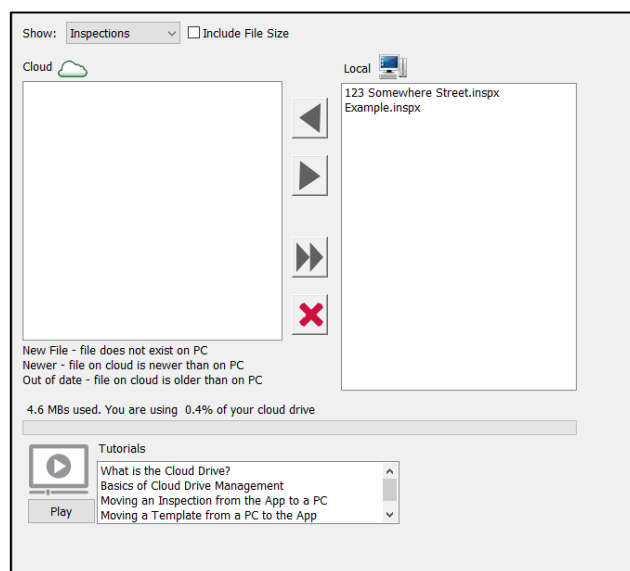 Show: Inspections Include File Size
Cloud
Local
123 Somewhere Street.inspx
Example.inspx
New File - file does not exist on PC
Newer - file on cloud is newer than on PC
Out of date - file on cloud is older than on PC
4.6 MBs used. You are using 0.4% of your cloud drive
Tutorials
What is the Cloud Drive?
Basics of Cloud Drive Management
Moving an Inspection from the App to a PC
Moving a Template from a PC to the App
Play